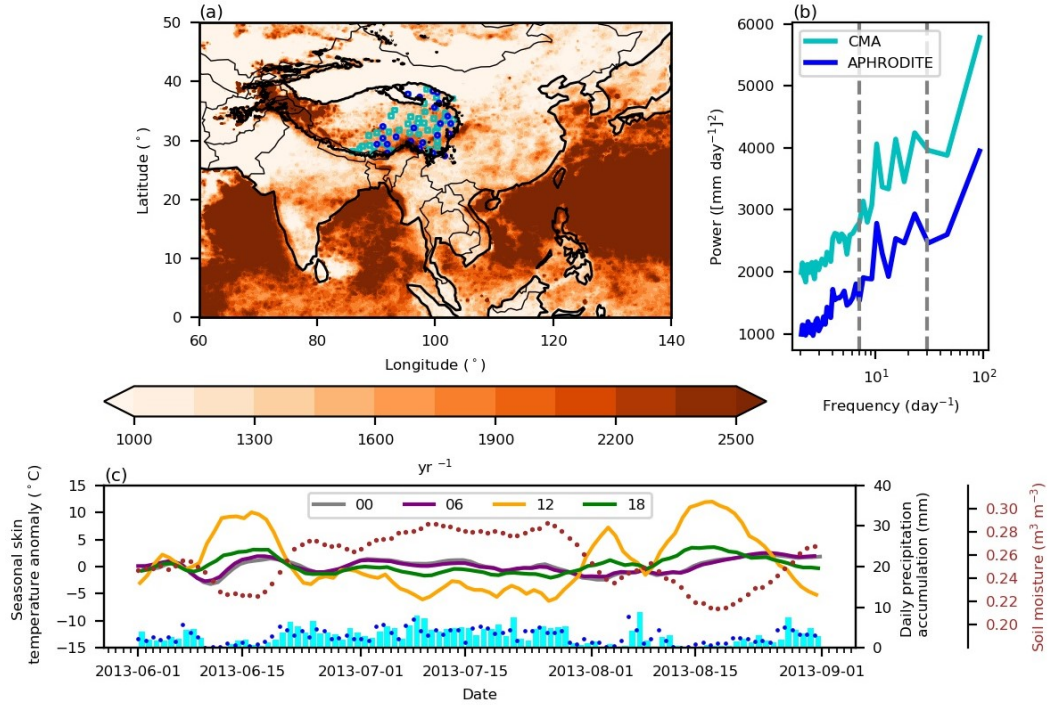 (a)
50
40
30
20
10
0
Latitude (°)
60 80 100 120 140
Longitude (°)
1000 1300 1600 1900 2200 2500
yr ⁻¹
(b)
CMA
APHRODITE
6000
5000
4000
3000
2000
1000
Power ([mm day⁻¹]²)
10¹ 10²
Frequency (day⁻¹)
(c)
00 06 12 18
15
10
5
0
−5
−10
−15
Seasonal skin
temperature anomaly (°C)
40
30
20
10
0
Daily precipitation
accumulation (mm)
0.30
0.28
0.26
0.24
0.22
0.20
Soil moisture (m³ m⁻³)
2013-06-01 2013-06-15 2013-07-01 2013-07-15 2013-08-01 2013-08-15 2013-09-01
Date